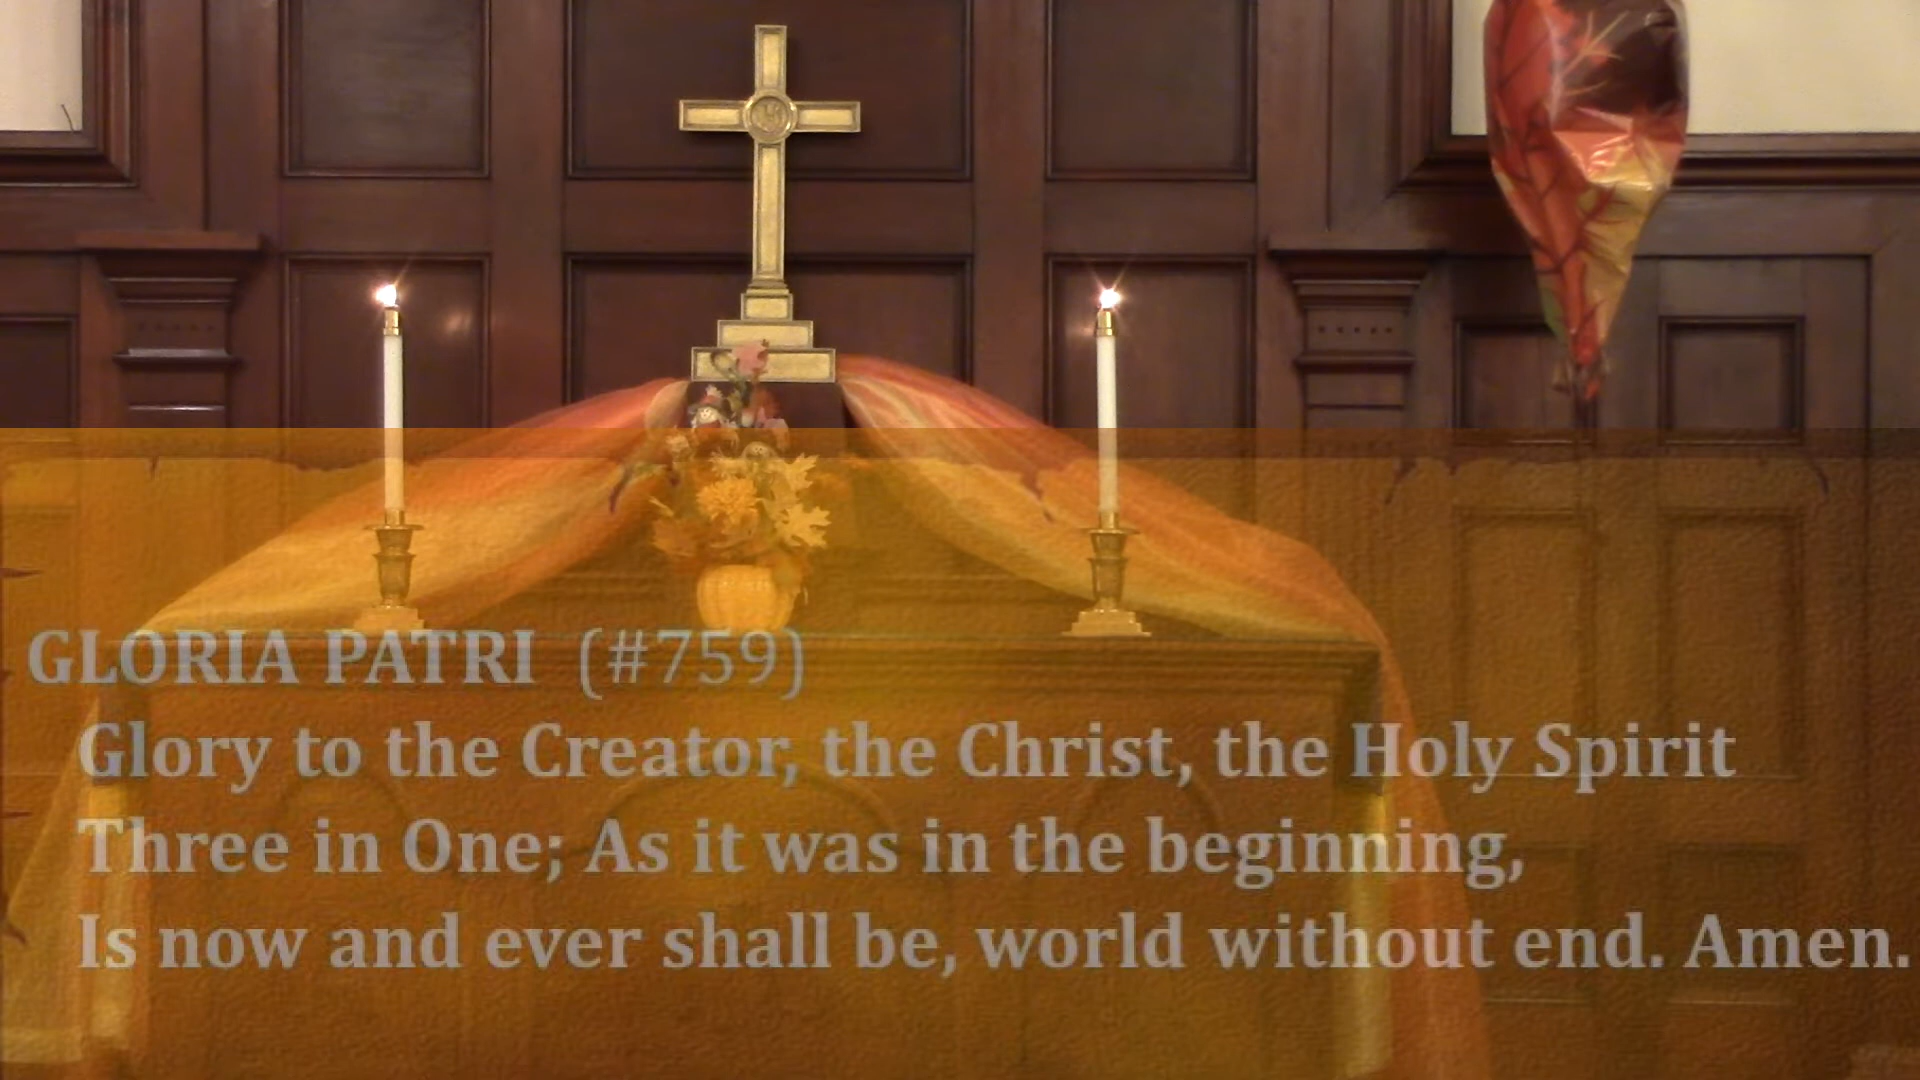 GLORIA PATRI (#759)
Glory to the Creator, the Christ, the Holy Spirit
Three in One; As it was in the beginning,
Is now and ever shall be, world without end. Amen.